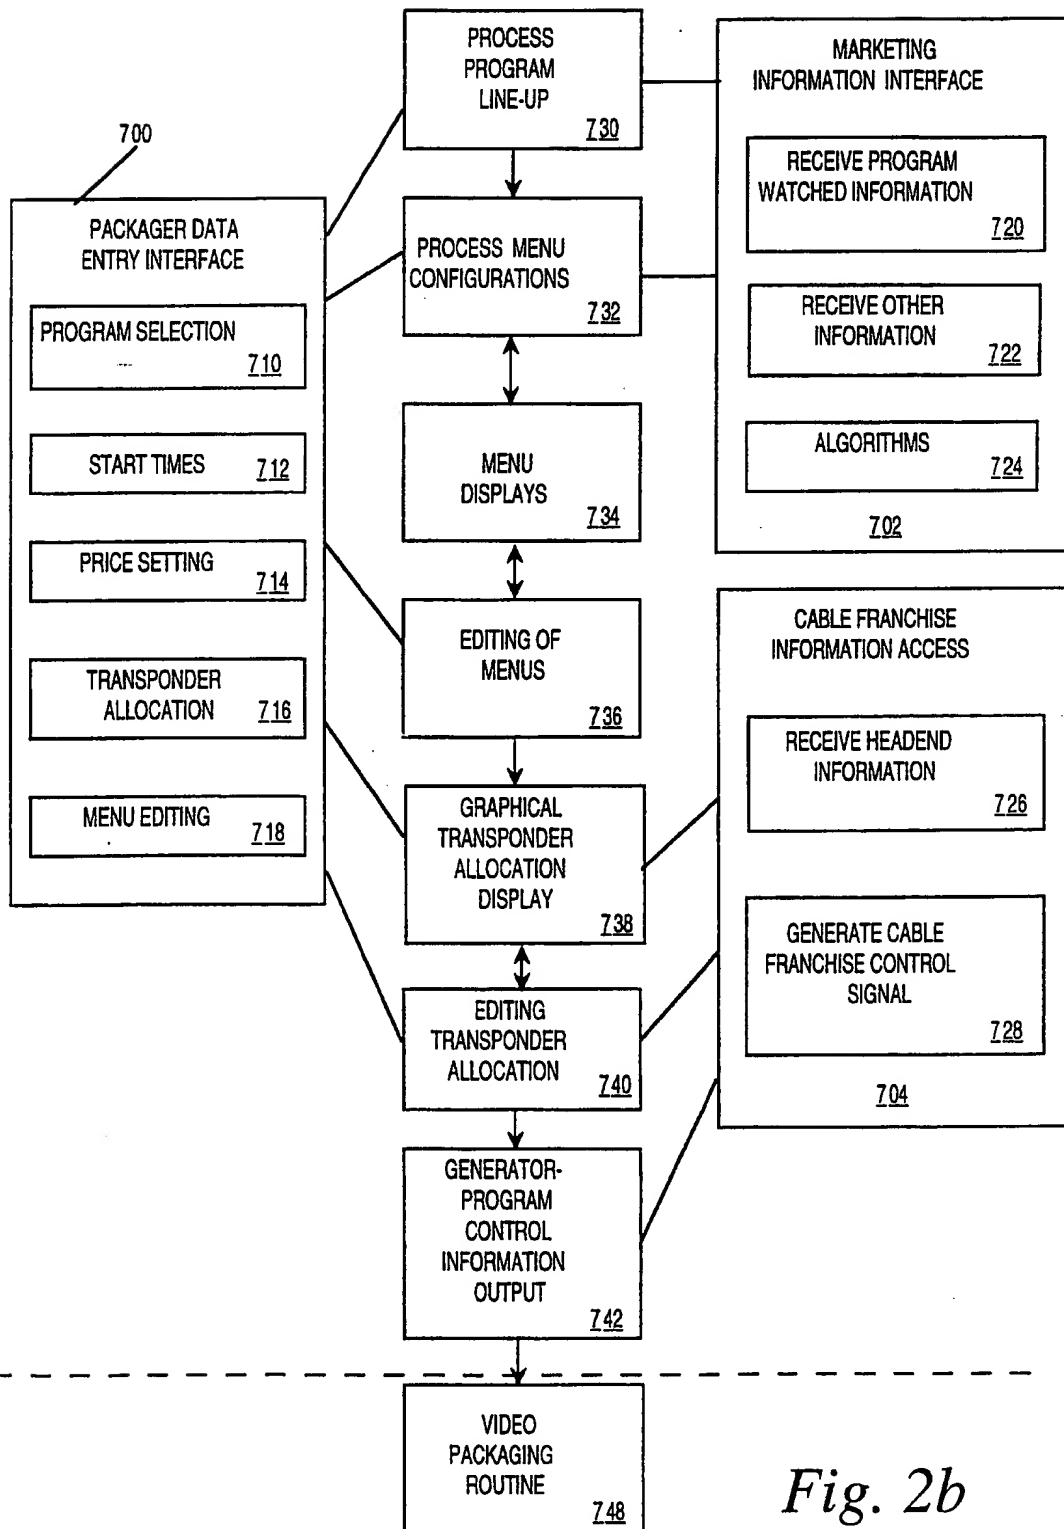 PROCESS
PROGRAM
LINE-UP
730
MARKETING
INFORMATION INTERFACE
RECEIVE PROGRAM
WATCHED INFORMATION
720
RECEIVE OTHER
INFORMATION
722
ALGORITHMS
724
702
700
PACKAGER DATA
ENTRY INTERFACE
PROGRAM SELECTION
710
START TIMES
712
PRICE SETTING
714
TRANSPONDER
ALLOCATION
716
MENU EDITING
718
PROCESS MENU
CONFIGURATIONS
732
MENU
DISPLAYS
734
EDITING OF
MENUS
736
GRAPHICAL
TRANSPONDER
ALLOCATION
DISPLAY
738
EDITING
TRANSPONDER
ALLOCATION
740
GENERATOR-
PROGRAM
CONTROL
INFORMATION
OUTPUT
742
CABLE FRANCHISE
INFORMATION ACCESS
RECEIVE HEADEND
INFORMATION
726
GENERATE CABLE
FRANCHISE CONTROL
SIGNAL
728
704
VIDEO
PACKAGING
ROUTINE
748
Fig. 2b